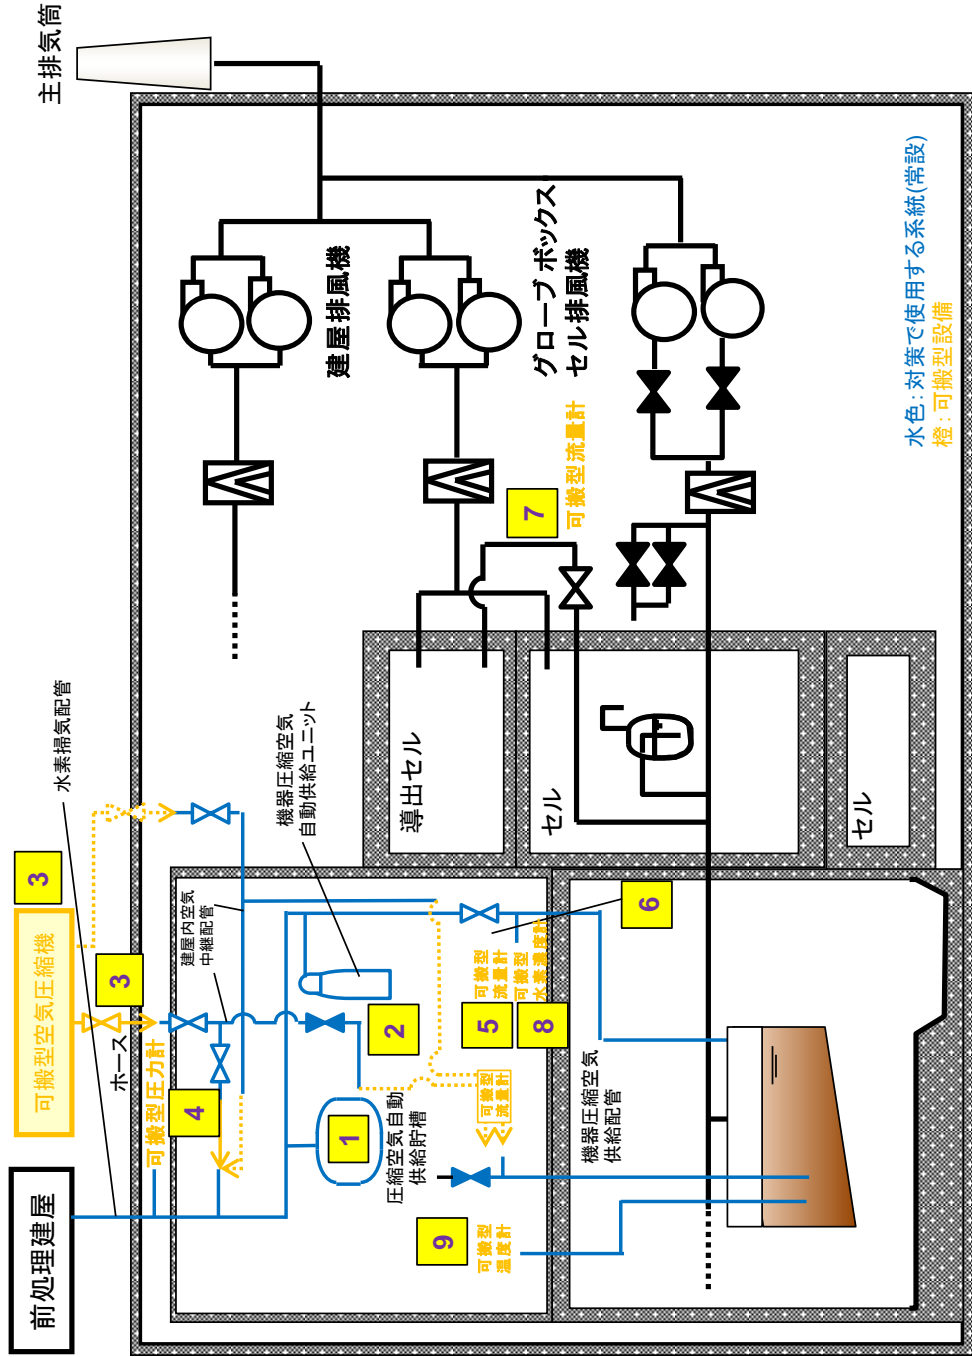 主排気筒
建屋排風機
グローブボックス
セル排風機
水色：対策で使用する系統(常設)
橙：可搬型設備
可搬型流量計
7
水素掃気配管
機器圧縮空気
自動供給ユニット
導出セル
セル
セル
3
可搬型空気圧縮機
3
ホース
建屋内空気
中継配管
可搬型圧力計
4
2
1
圧縮空気自動
供給貯槽
6
可搬型
流量計
可搬型
水素濃度計
5
8
可搬型
流量計
機器圧縮空気
供給配管
9
可搬型
温度計
前処理建屋